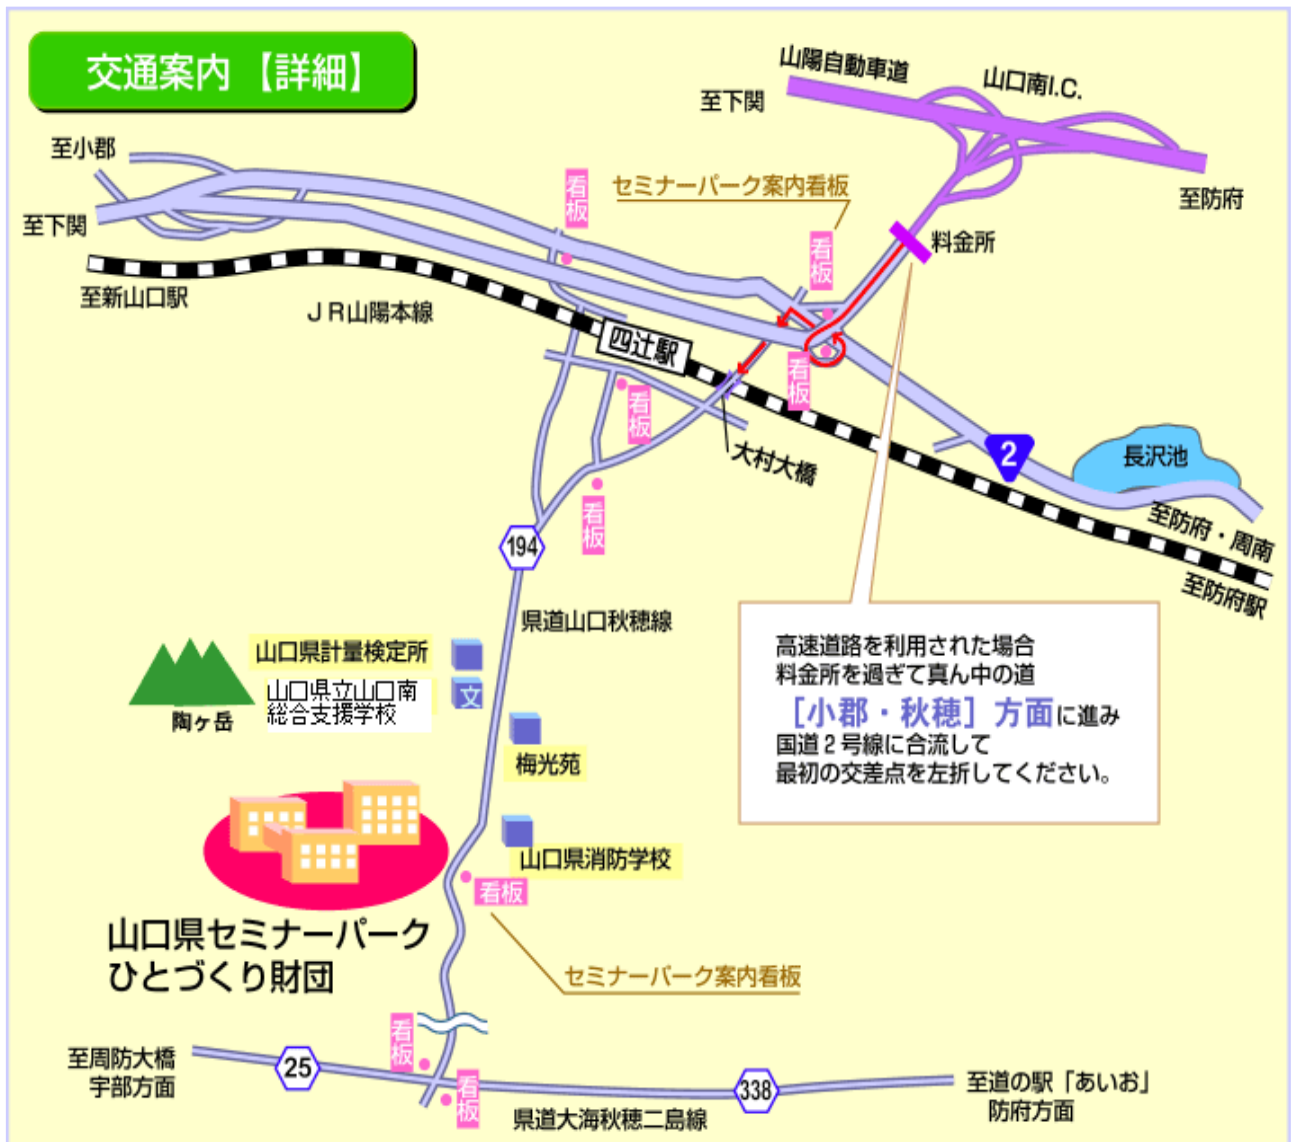 交通案内【詳細】
山陽自動車道
山口南I.C.
至下関
至小郡
看板
セミナーパーク案内看板
至防府
至下関
看板
料金所
至新山口駅
JR山陽本線
四辻駅
看板
看板
2
長沢池
大村大橋
看板
至防府・周南
194
至防府駅
県道山口秋穂線
高速道路を利用された場合
料金所を過ぎて真ん中の道
［小郡・秋穂］方面に進み
国道2号線に合流して
最初の交差点を左折してください。
山口県計量検定所
山口県立山口南
総合支援学校
文
陶ヶ岳
梅光苑
山口県消防学校
看板
山口県セミナーパーク
ひとづくり財団
セミナーパーク案内看板
看板
至周防大橋
宇部方面
25
看板
県道大海秋穂二島線
338
至道の駅「あいお」
防府方面